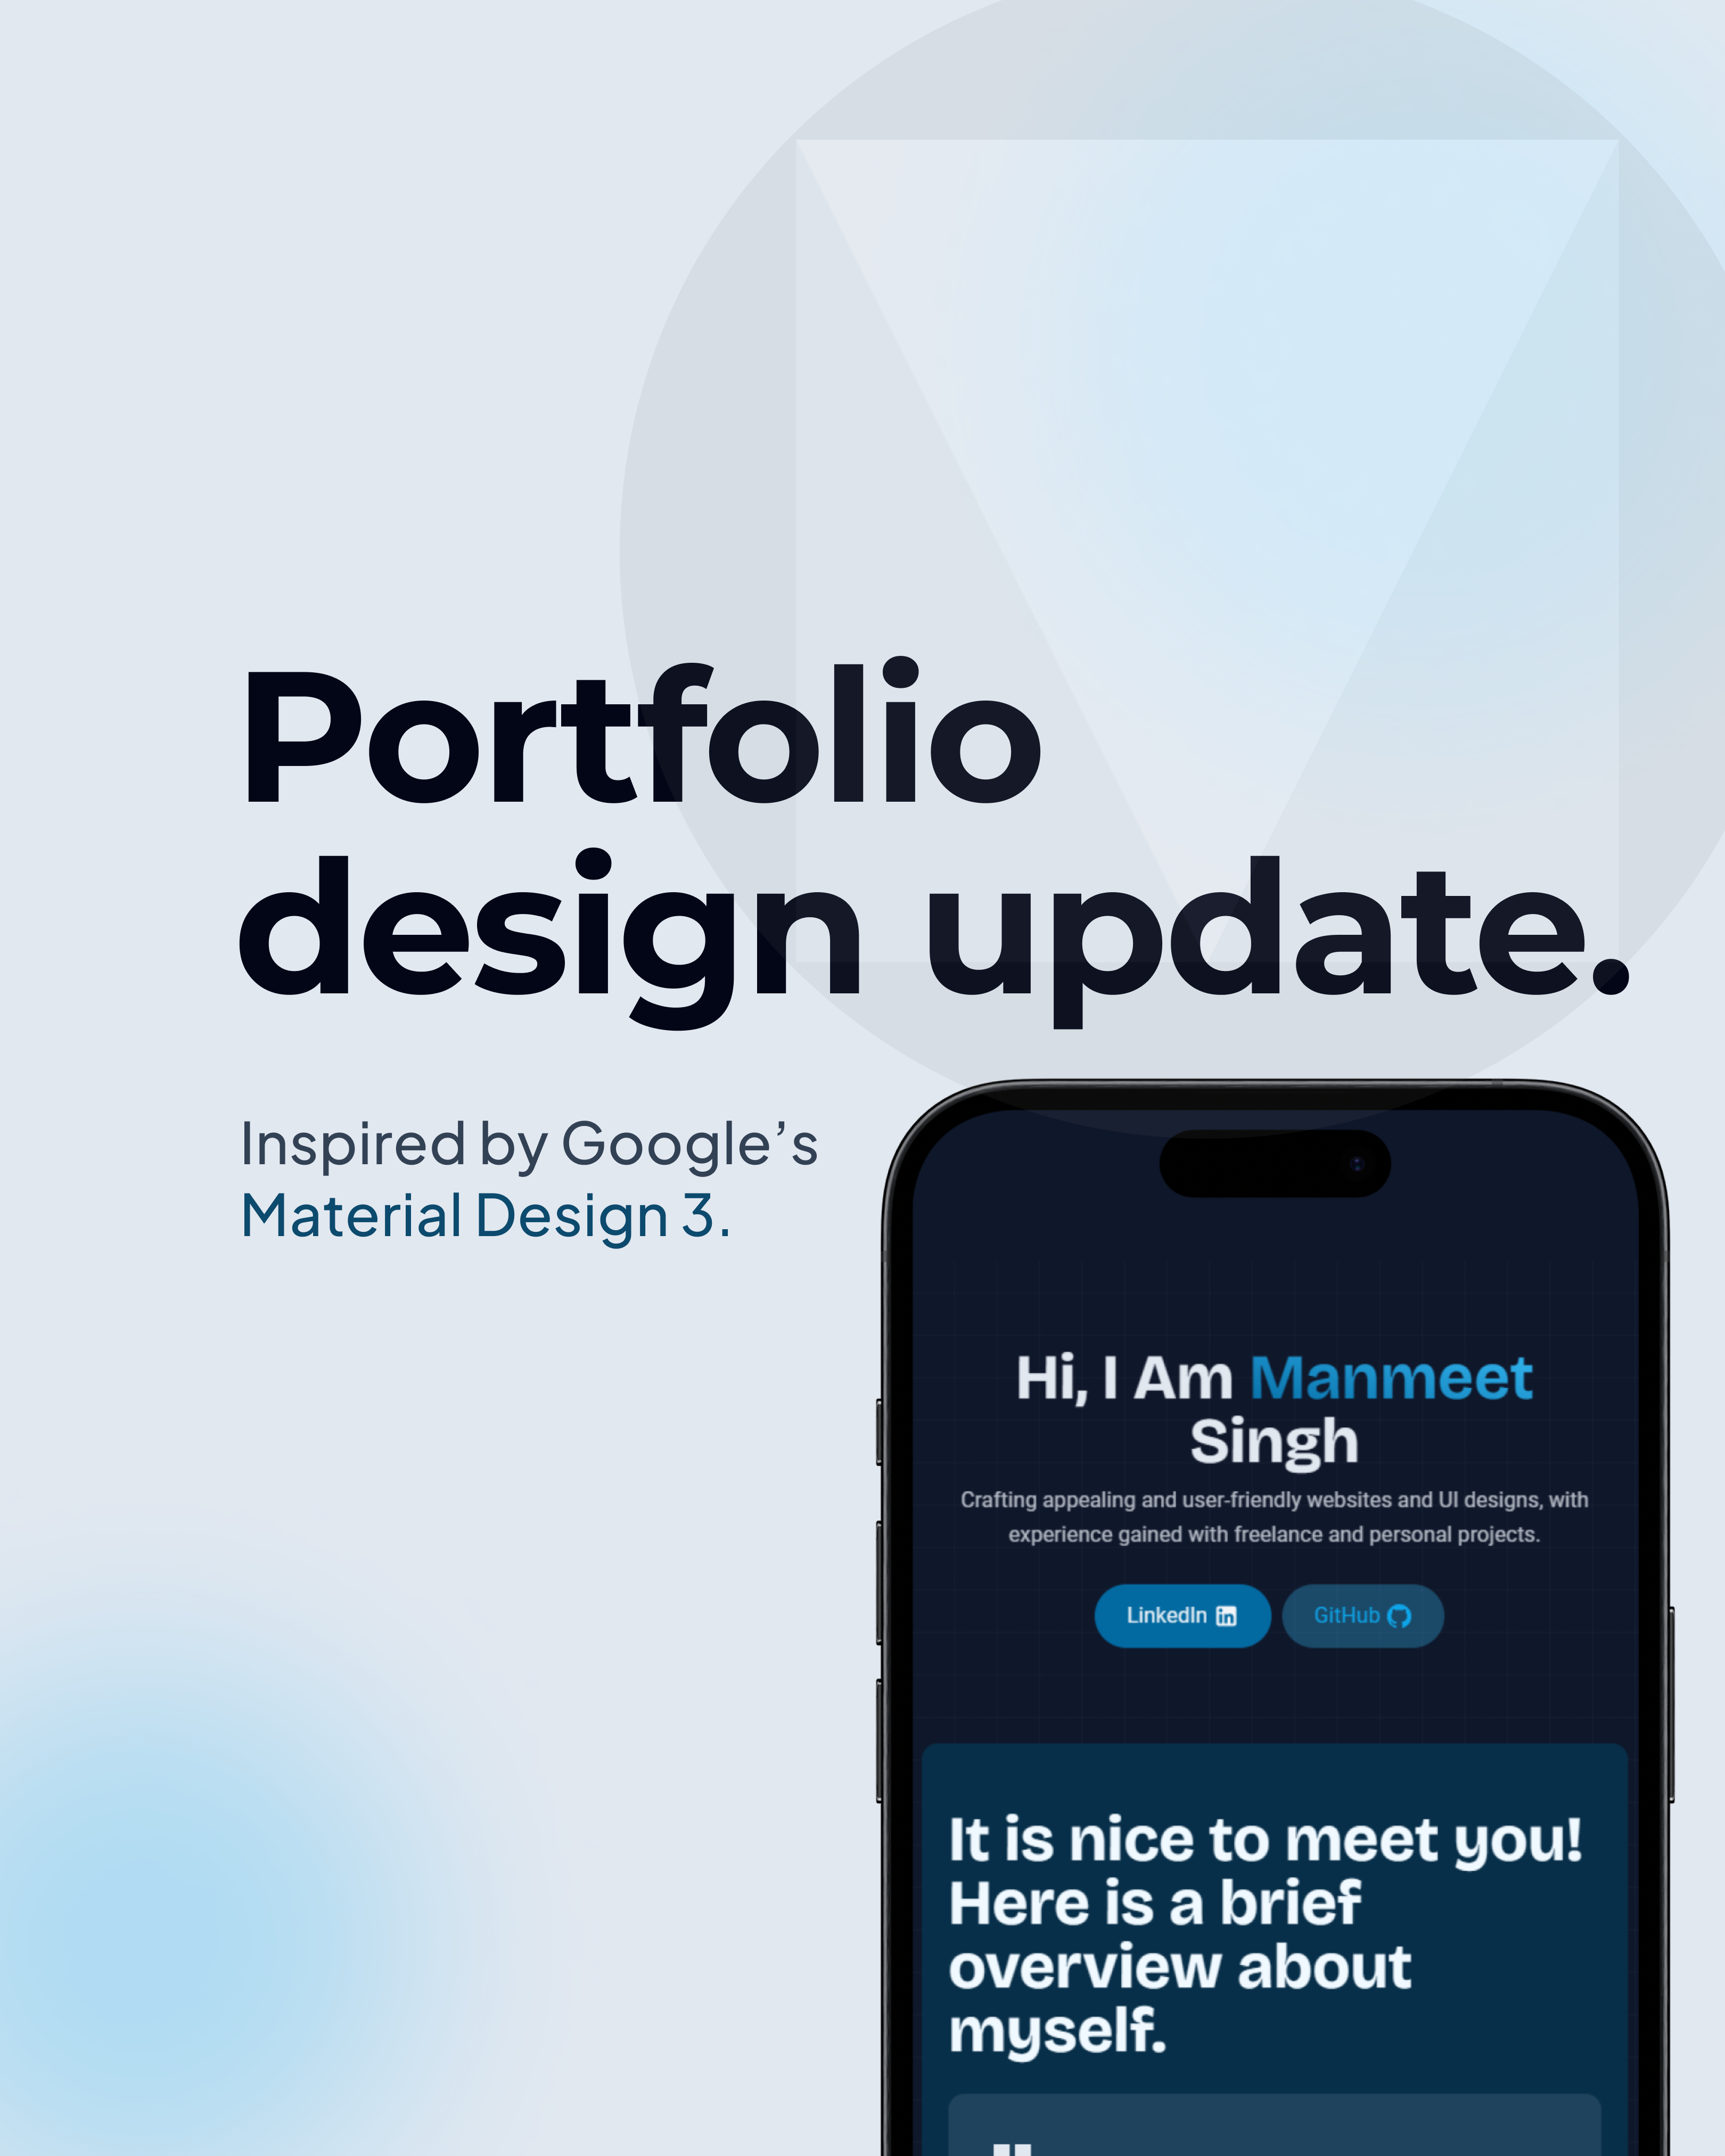 Portfolio
design update.
Inspired by Google’s
Material Design 3.
Hi, I Am Manmeet
Singh
Crafting appealing and user-friendly websites and UI designs, with
experience gained with freelance and personal projects.
LinkedIn
GitHub
It is nice to meet you!
Here is a brief
overview about
myself.